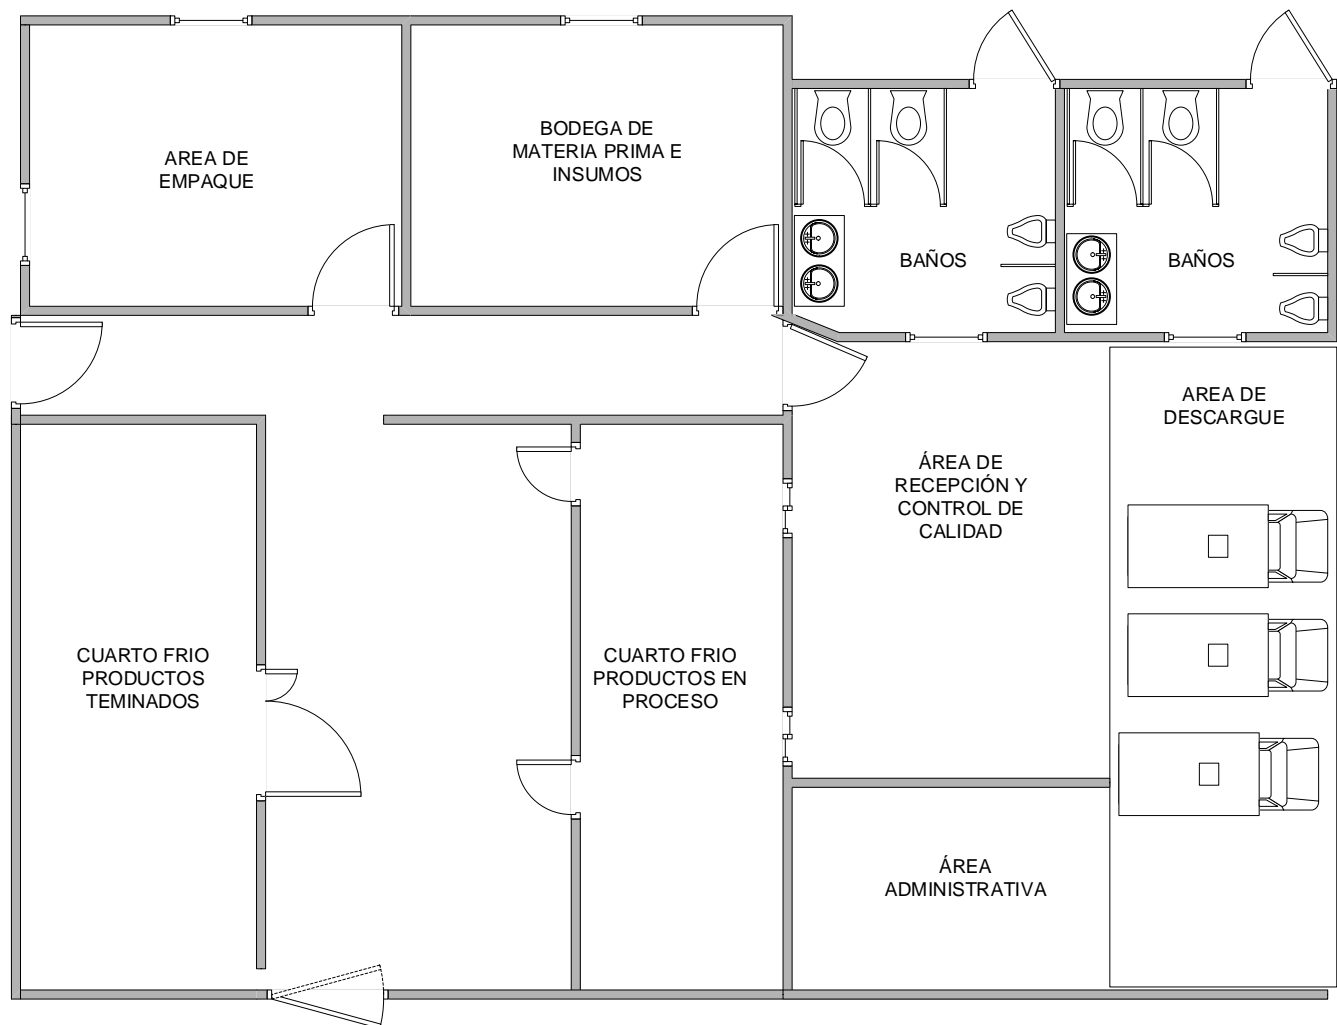 AREA DE
EMPAQUE
BODEGA DE
MATERIA PRIMA E
INSUMOS
BAÑOS
BAÑOS
AREA DE
DESCARGUE
ÁREA DE
RECEPCIÓN Y
CONTROL DE
CALIDAD
CUARTO FRIO
PRODUCTOS
TEMINADOS
CUARTO FRIO
PRODUCTOS EN
PROCESO
ÁREA
ADMINISTRATIVA